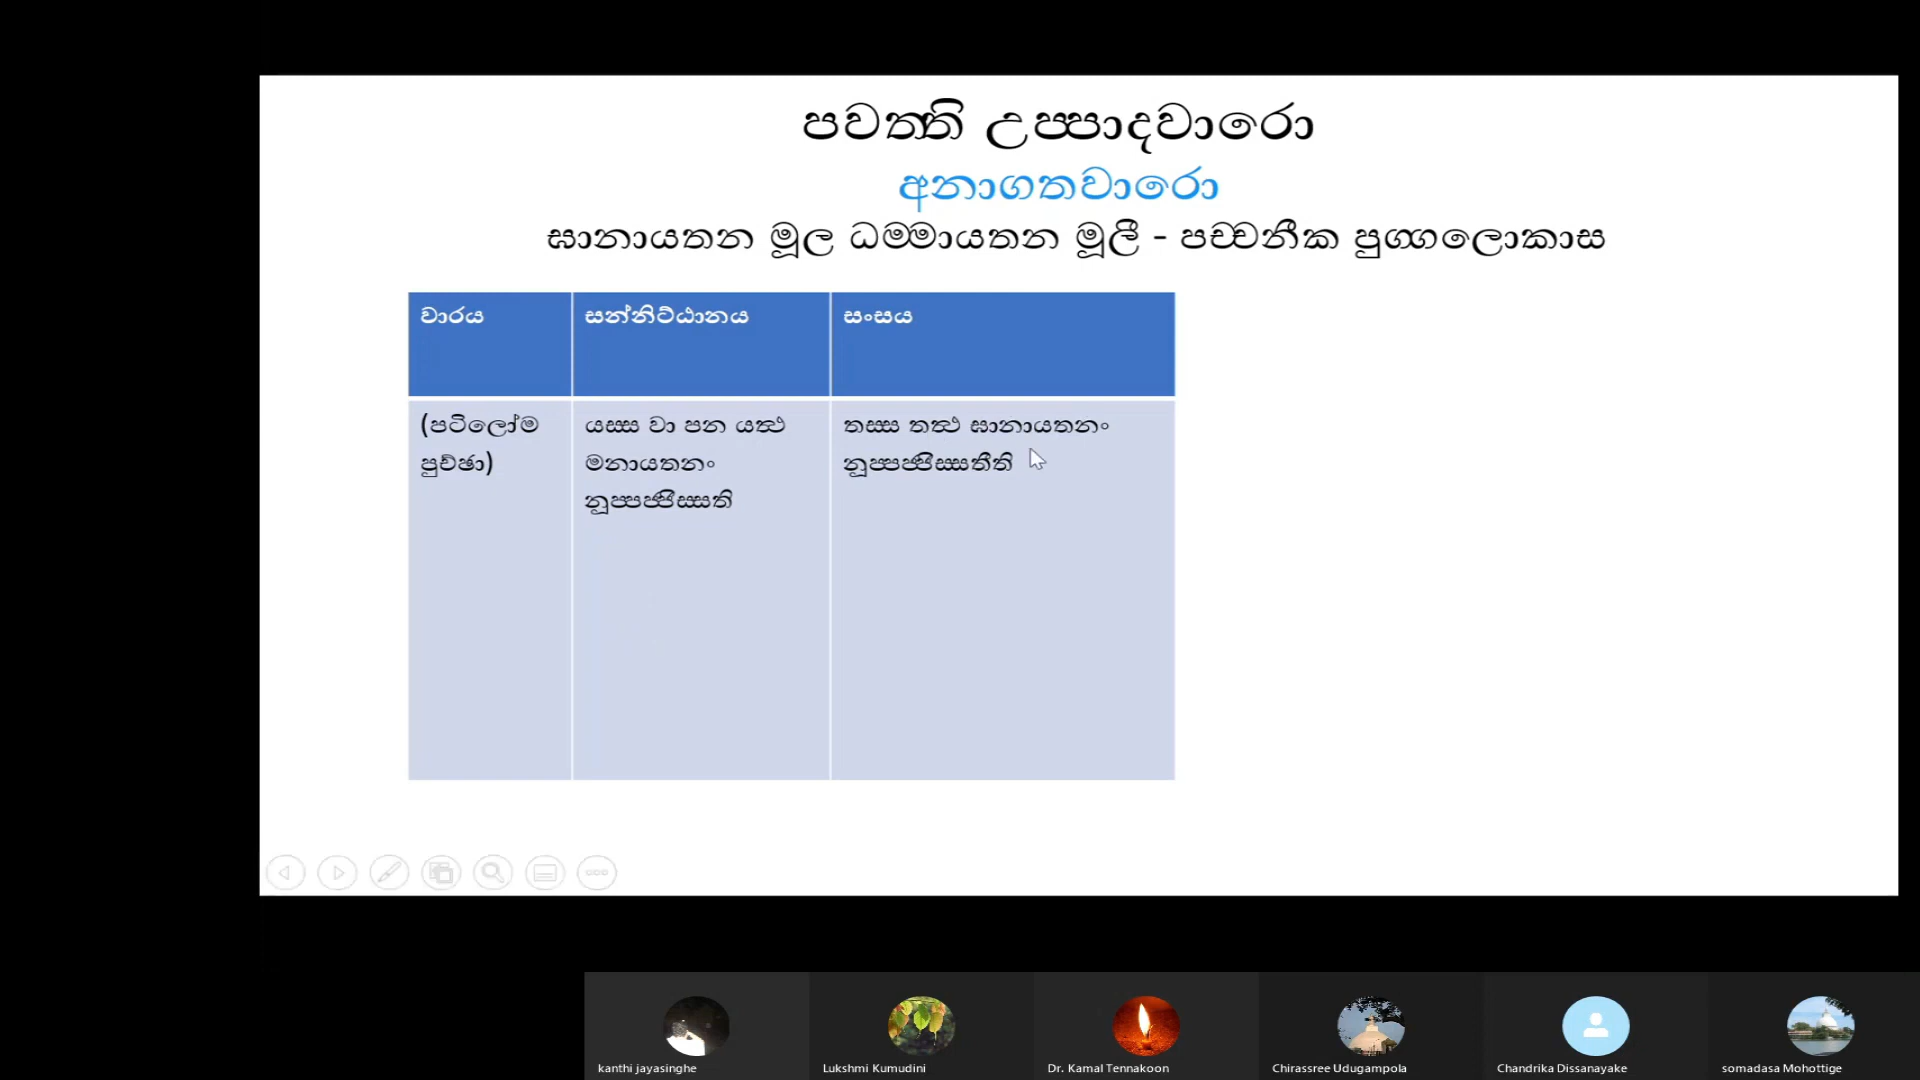 පවත්‍තති උප්‍පාදවාරො
අනාගතවාරො
ඝානායතන මූල ධම්‍මායතන මූලී - පච්‍චනීක පුග්‍ගලොකාස
වාරය
සන්නිට්ඨානය
සංසය
(පටිලෝම
පුච්ඡා)
යස්‍ස වා පන යත්‍ථ
මනායතනං
නූප්‍පජ්‍ජිස්‍සති
තස්‍ස තත්‍ථ ඝානායතනං
නූප්‍පජ්‍ජිස්‍සතීති
kanthi jayasinghe
Lukshmi Kumudini
Dr. Kamal Tennakoon
Chirassree Udugampola
Chandrika Dissanayake
somadasa Mohottige